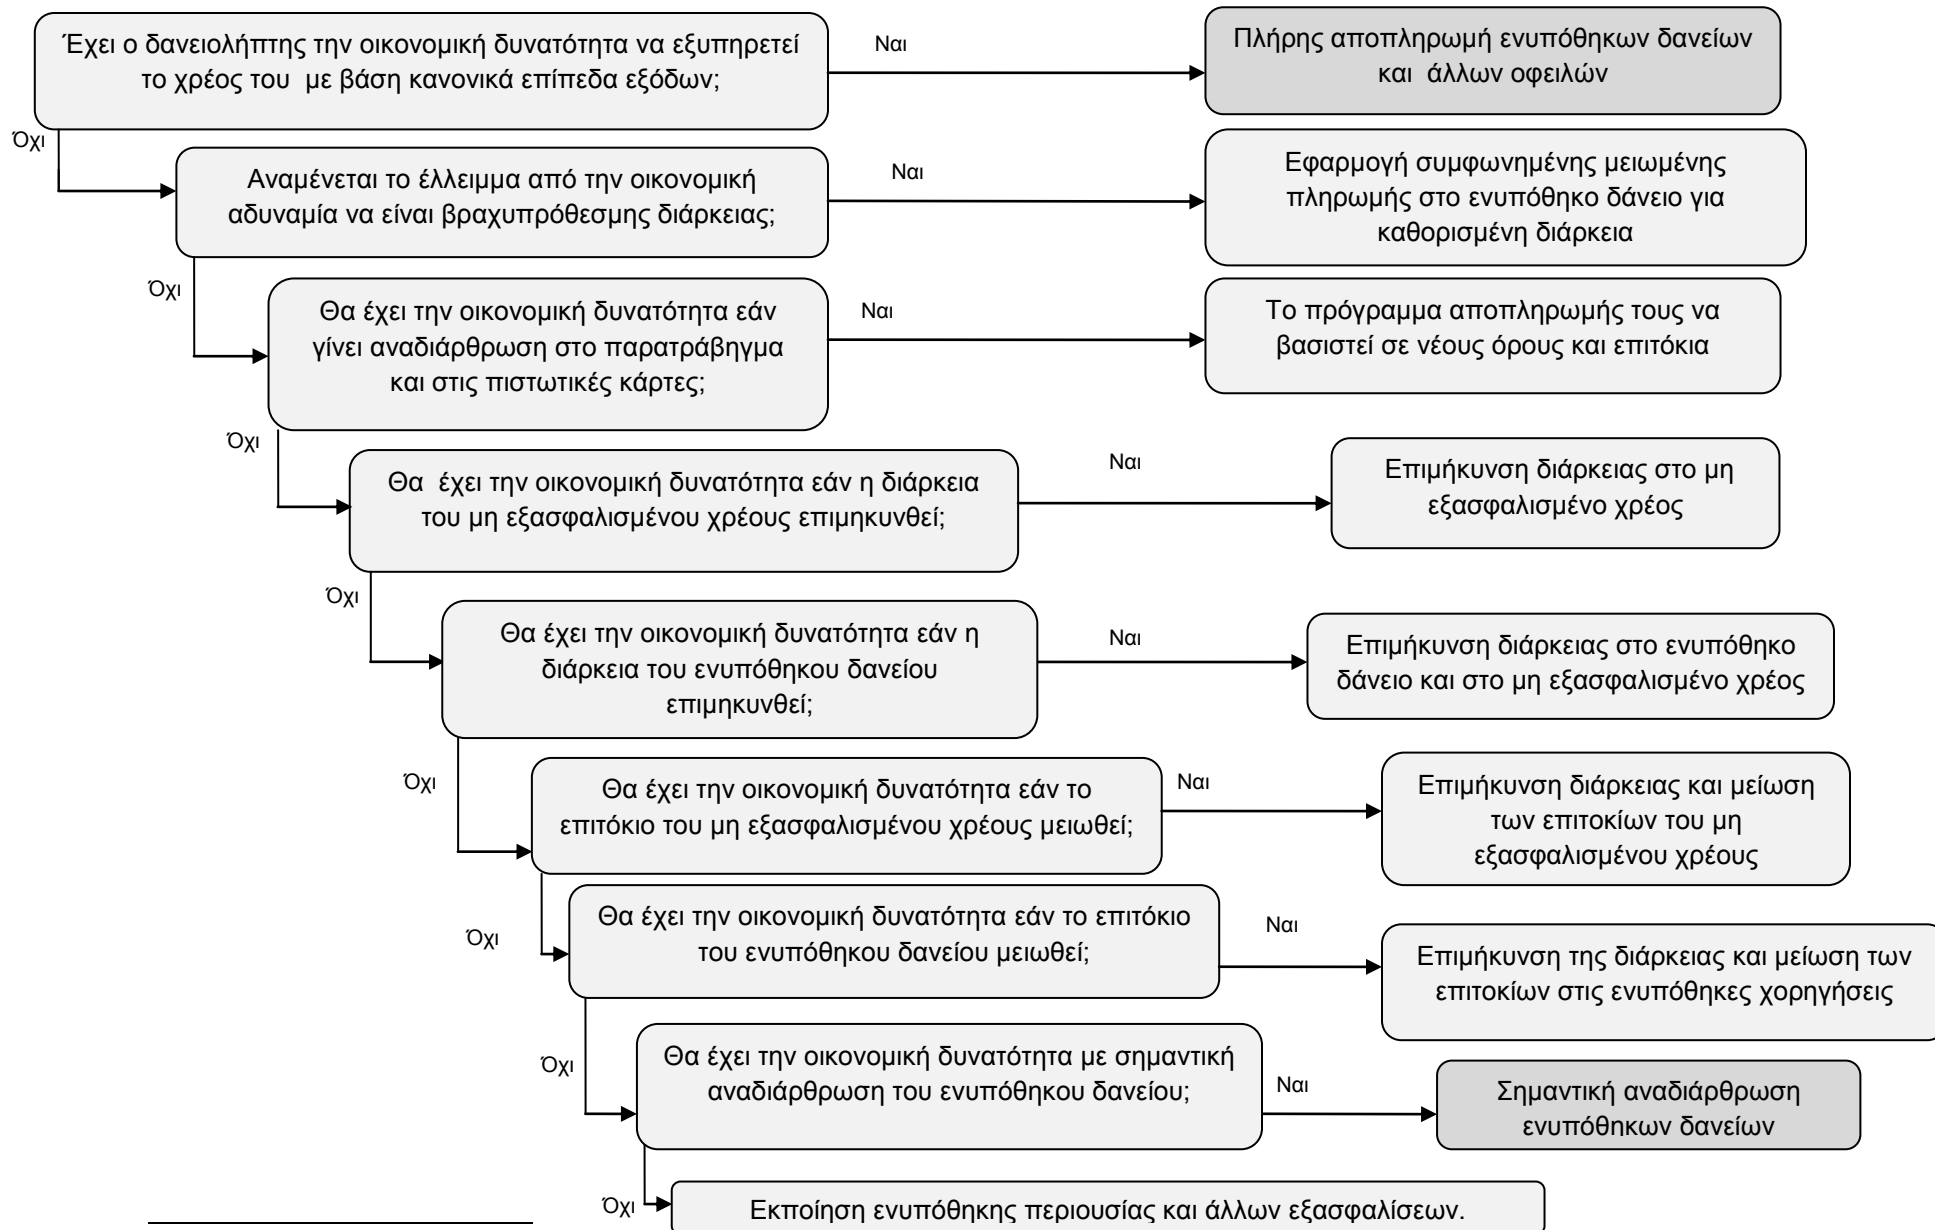 Έχει ο δανειολήπτης την οικονομική δυνατότητα να εξυπηρετεί
το χρέος του με βάση κανονικά επίπεδα εξόδων;
Ναι
Πλήρης αποπληρωμή ενυπόθηκων δανείων
και άλλων οφειλών
Όχι
Αναμένεται το έλλειμμα από την οικονομική
αδυναμία να είναι βραχυπρόθεσμης διάρκειας;
Ναι
Εφαρμογή συμφωνημένης μειωμένης
πληρωμής στο ενυπόθηκο δάνειο για
καθορισμένη διάρκεια
Όχι
Θα έχει την οικονομική δυνατότητα εάν
γίνει αναδιάρθρωση στο παρατράβηγμα
και στις πιστωτικές κάρτες;
Ναι
Το πρόγραμμα αποπληρωμής τους να
βασιστεί σε νέους όρους και επιτόκια
Όχι
Θα έχει την οικονομική δυνατότητα εάν η διάρκεια
του μη εξασφαλισμένου χρέους επιμηκυνθεί;
Ναι
Επιμήκυνση διάρκειας στο μη
εξασφαλισμένο χρέος
Όχι
Θα έχει την οικονομική δυνατότητα εάν η
διάρκεια του ενυπόθηκου δανείου
επιμηκυνθεί;
Ναι
Επιμήκυνση διάρκειας στο ενυπόθηκο
δάνειο και στο μη εξασφαλισμένο χρέος
Όχι
Θα έχει την οικονομική δυνατότητα εάν το
επιτόκιο του μη εξασφαλισμένου χρέους μειωθεί;
Ναι
Επιμήκυνση διάρκειας και μείωση
των επιτοκίων του μη
εξασφαλισμένου χρέους
Όχι
Θα έχει την οικονομική δυνατότητα εάν το επιτόκιο
του ενυπόθηκου δανείου μειωθεί;
Ναι
Επιμήκυνση της διάρκειας και μείωση των
επιτοκίων στις ενυπόθηκες χορηγήσεις
Όχι
Θα έχει την οικονομική δυνατότητα με σημαντική
αναδιάρθρωση του ενυπόθηκου δανείου;
Ναι
Σημαντική αναδιάρθρωση
ενυπόθηκων δανείων
Όχι
Εκποίηση ενυπόθηκης περιουσίας και άλλων εξασφαλίσεων.